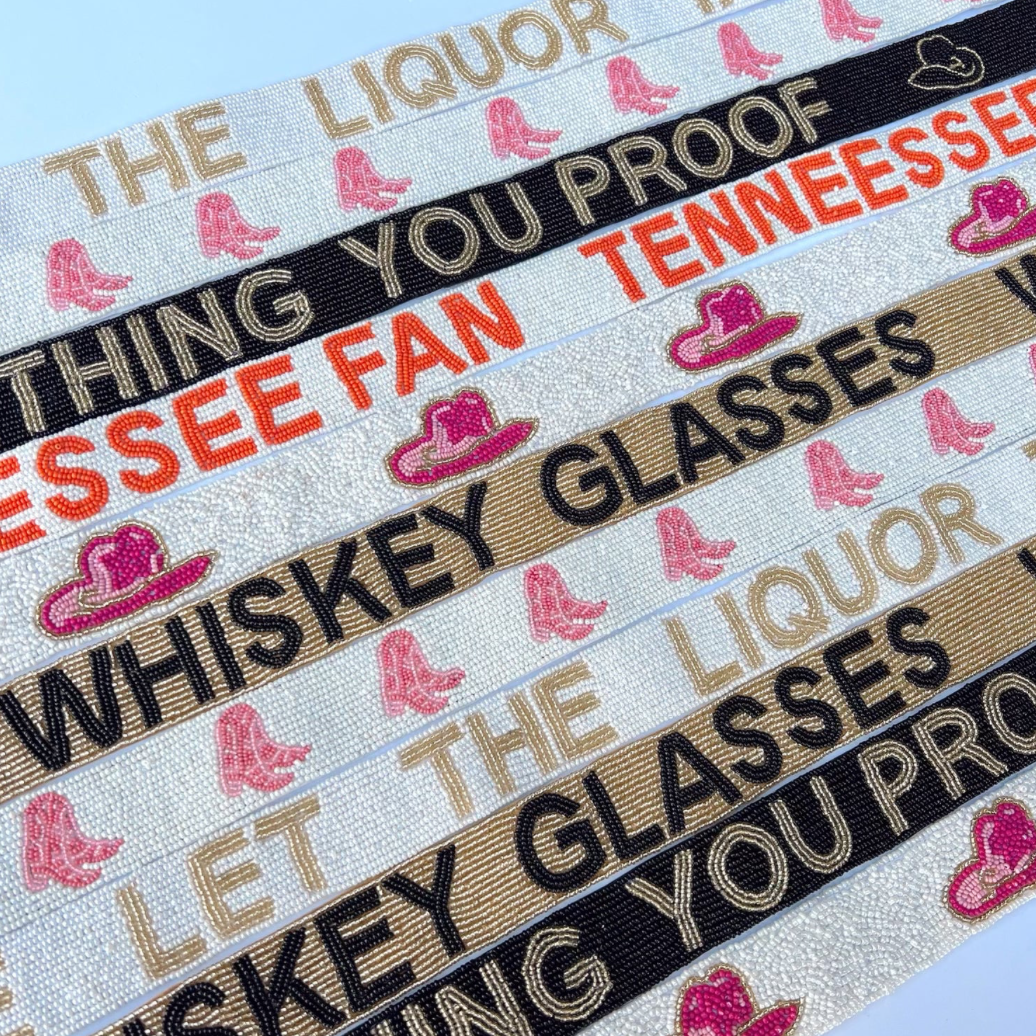 THE LIQUOR
THING YOU PROOF
TENNEESSEE
ESSEE FAN
WHISKEY GLASSES
LET THE LIQUOR
SKEY GLASSES
ING YOU PRO